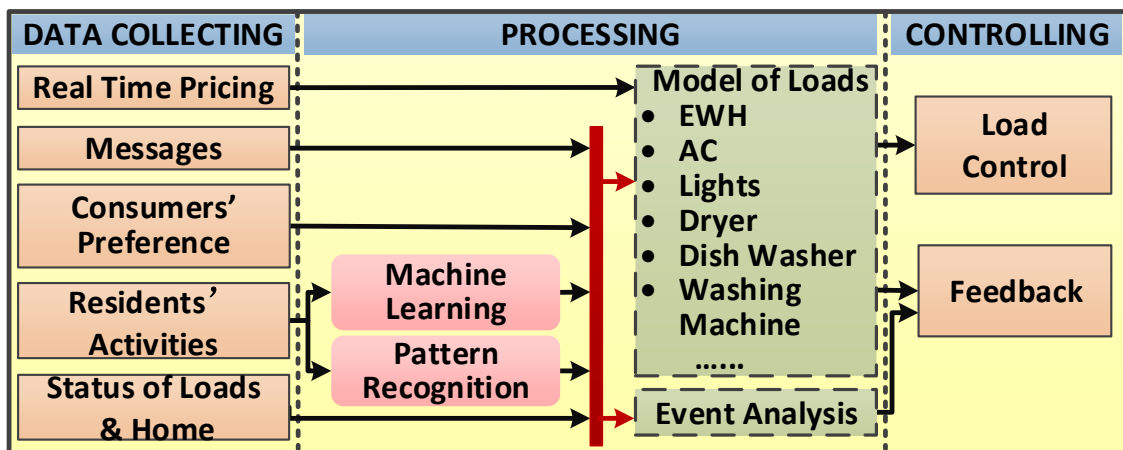 DATA COLLECTING
PROCESSING
CONTROLLING
Real Time Pricing
Messages
Consumers’
Preference
Residents’
Activities
Status of Loads
& Home
Machine
Learning
Pattern
Recognition
Model of Loads
• EWH
• AC
• Lights
• Dryer
• Dish Washer
• Washing
Machine
......
Event Analysis
Load
Control
Feedback